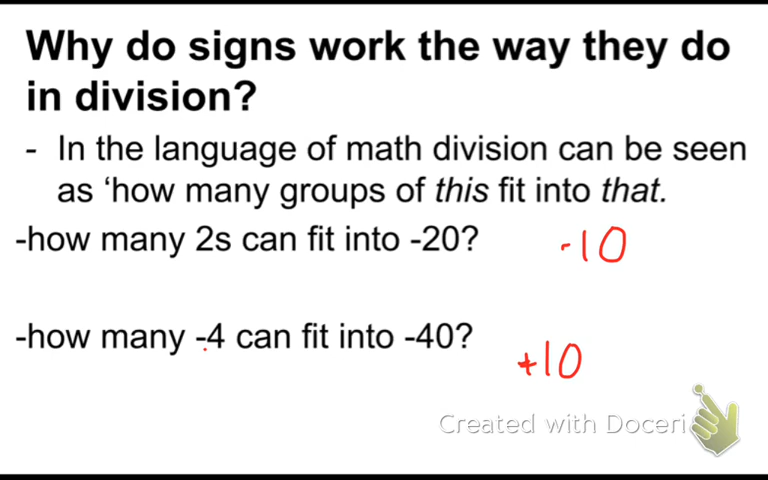 Why do signs work the way they do
in division?
- In the language of math division can be seen
as ‘how many groups of this fit into that.
-how many 2s can fit into -20? -10
-how many -4 can fit into -40? +10
Created with Doceri